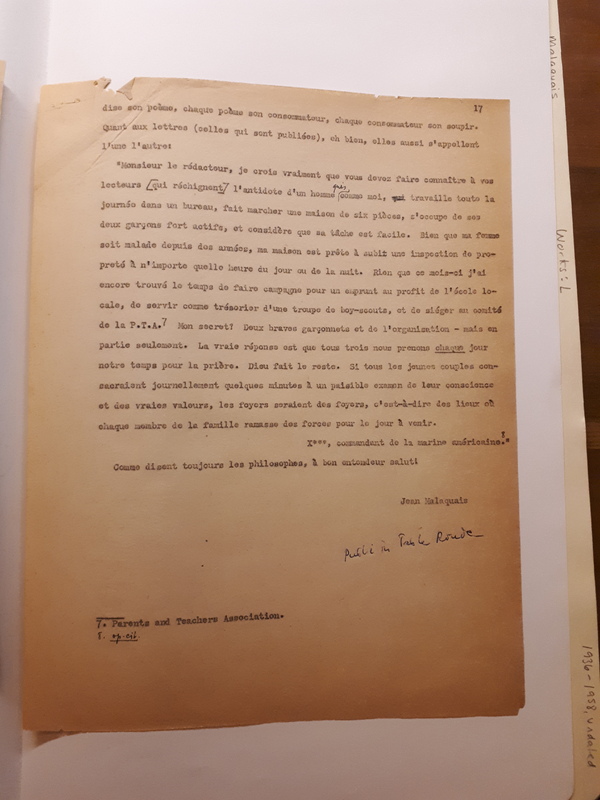 17
dise son poème, chaque poème son consommateur, chaque consommateur son soupir.
Quant aux lettres (celles qui sont publiées), eh bien, elles aussi s'appellent
l'une l'autre:
"Monsieur le rédacteur, je crois vraiment que vous devez faire connaître à vos
lecteurs [qui réchignent] l'antidote d'un homme comme moi, qui travaille toute la
journée dans un bureau, fait marcher une maison de six pièces, s'occupe de ses
deux garçons fort actifs, et considère que sa tâche est facile. Bien que ma femme
soit malade depuis des années, ma maison est prête à subir une inspection de pro-
preté à n'importe quelle heure du jour ou de la nuit. Rien que ce mois-ci j'ai
encore trouvé le temps de faire campagne pour un emprunt au profit de l'école lo-
cale, de servir comme trésorier d'une troupe de boy-scouts, et de siéger au comité
de la P.T.A.7 Mon secret? Deux braves garçonnets et de l'organisation - mais en
partie seulement. La vraie réponse est que tous trois nous prenons chaque jour
notre temps pour la prière. Dieu fait le reste. Si tous les jeunes couples con-
sacraient journellement quelques minutes à un paisible examen de leur conscience
et des vraies valeurs, les foyers seraient des foyers, c'est-à-dire des lieux où
chaque membre de la famille ramasse des forces pour le jour à venir.
X***, commandant de la marine américaine."8
Comme disent toujours les philosophes, à bon entendeur salut!
Jean Malaquais
Publié in Table Ronde
7. Parents and Teachers Association.
8. op.cit.
Malaquais
Works: L
1936-1958, undated